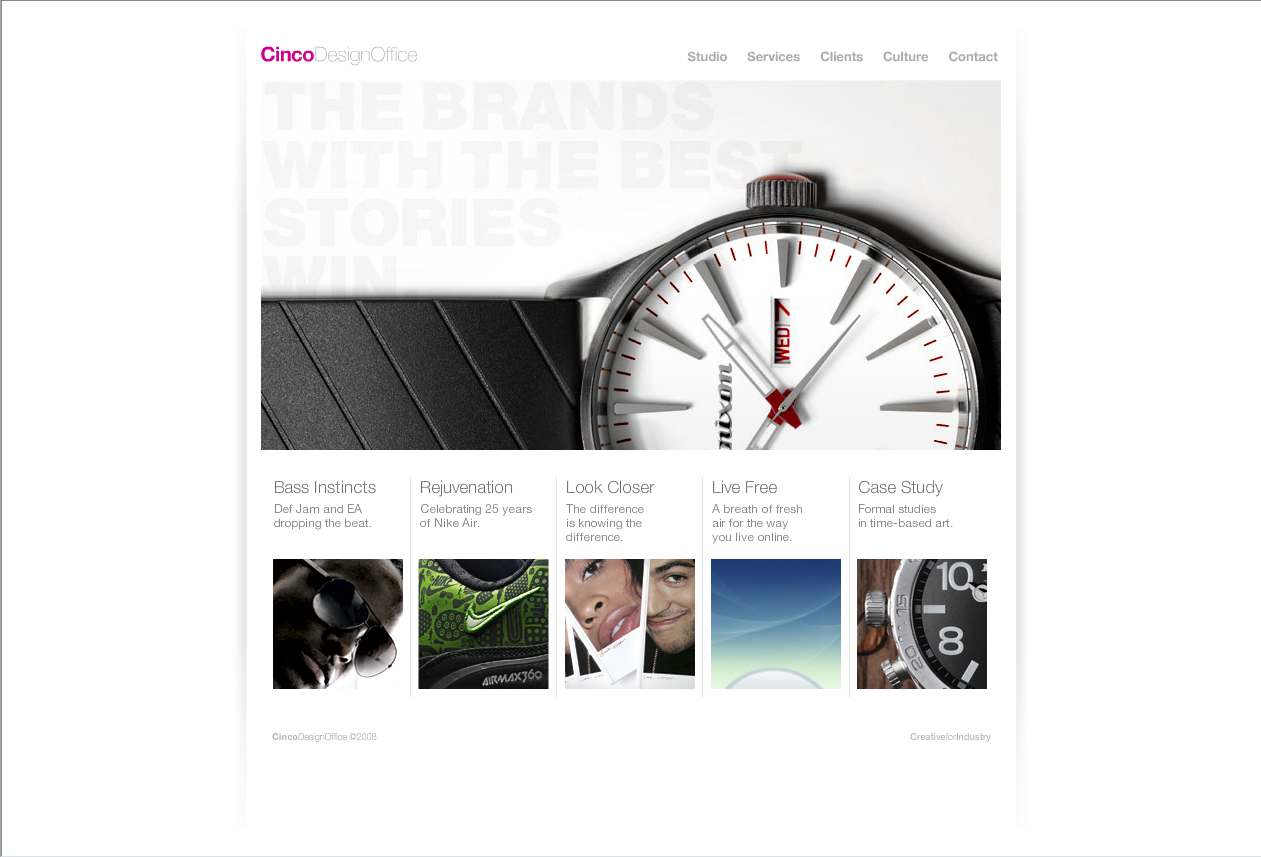 CincoDesignOffice
Studio Services Clients Culture Contact
THE BRANDS
WITH THE BEST
STORIES
WIN
WED 7
nixon
Bass Instincts
Def Jam and EA
dropping the beat.
Rejuvenation
Celebrating 25 years
of Nike Air.
Look Closer
The difference
is knowing the
difference.
Live Free
A breath of fresh
air for the way
you live online.
Case Study
Formal studies
in time-based art.
NIKE
AIRMAX360
10
8
15
20
CincoDesignOffice ©2008
CreativeforIndustry